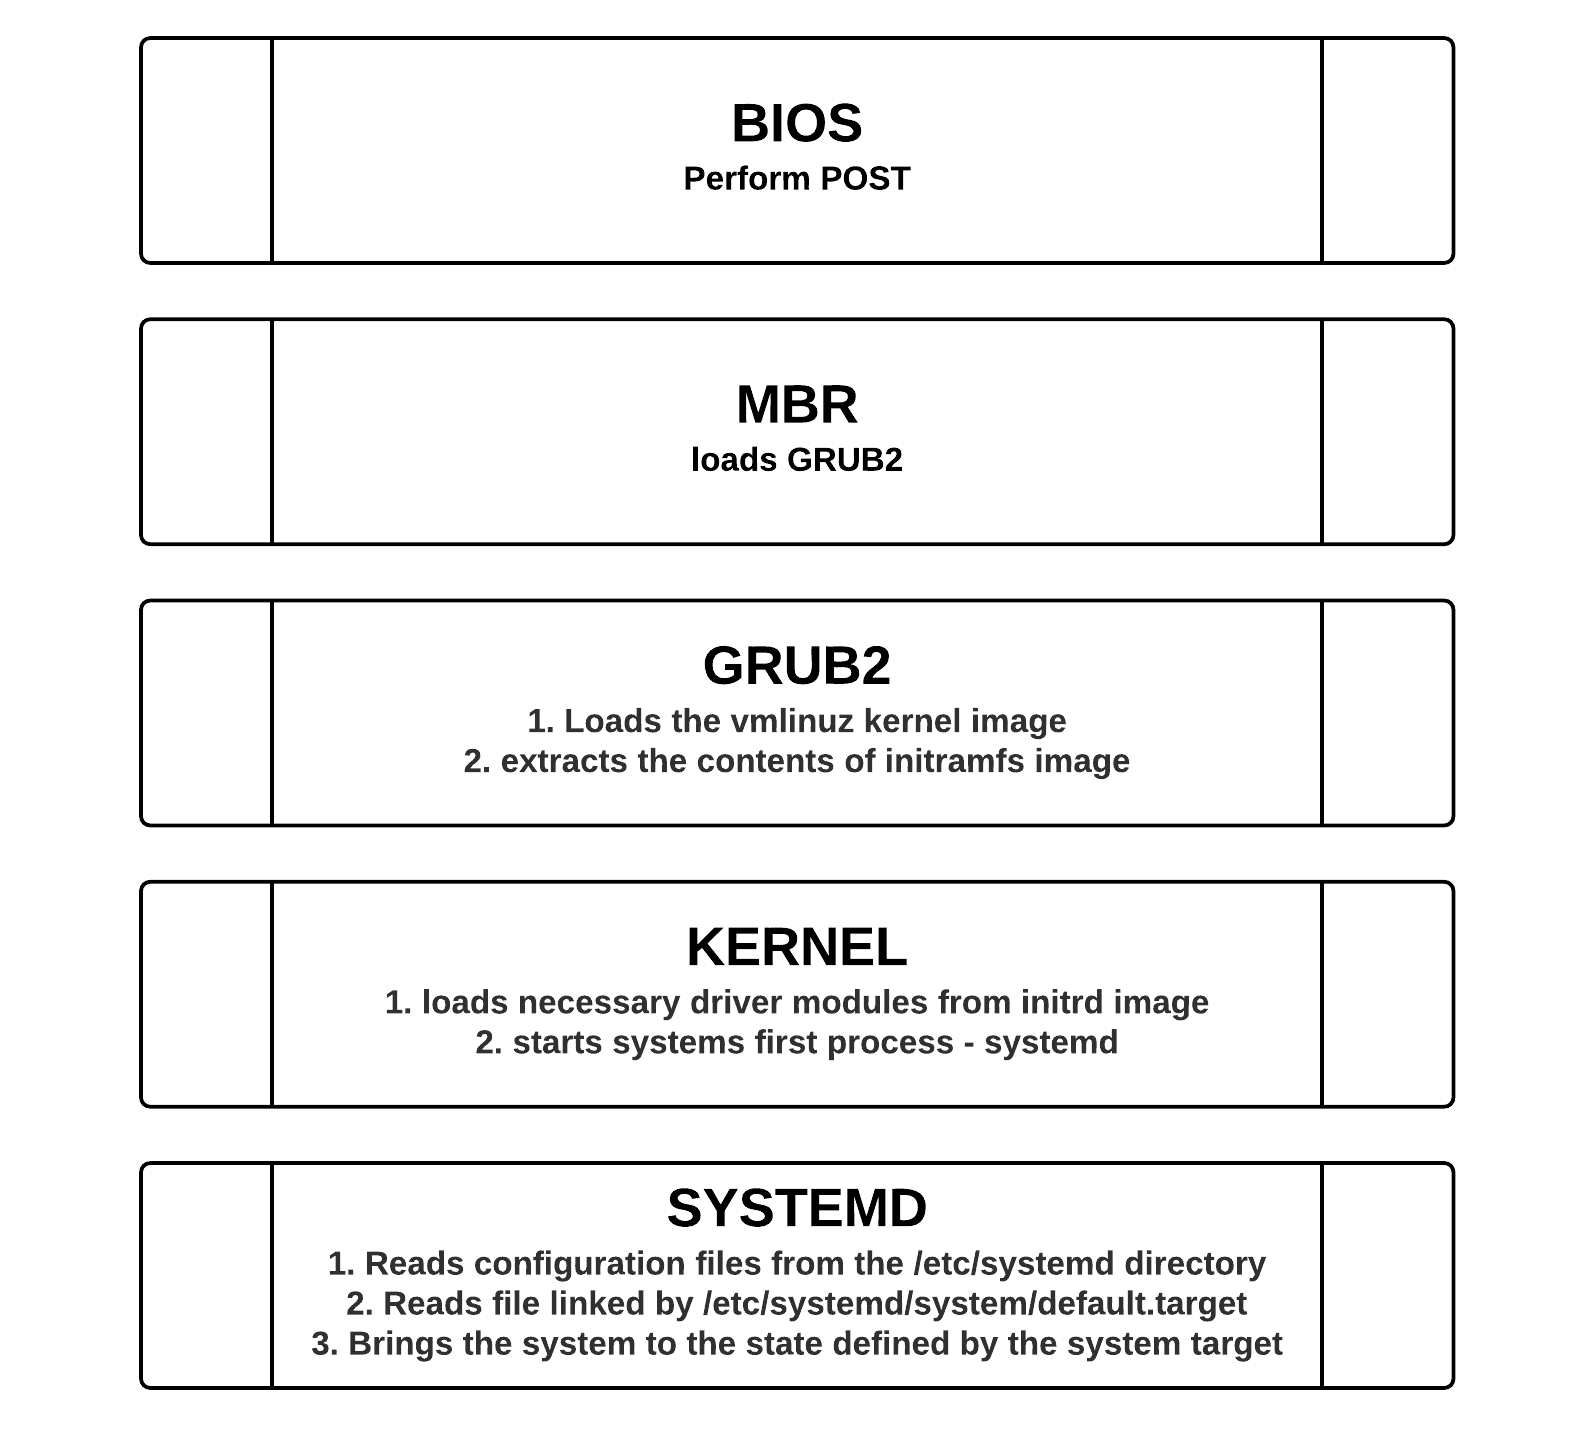 BIOS
Perform POST
MBR
loads GRUB2
GRUB2
1. Loads the vmlinuz kernel image
2. extracts the contents of initramfs image
KERNEL
1. loads necessary driver modules from initrd image
2. starts systems first process - systemd
SYSTEMD
1. Reads configuration files from the /etc/systemd directory
2. Reads file linked by /etc/systemd/system/default.target
3. Brings the system to the state defined by the system target